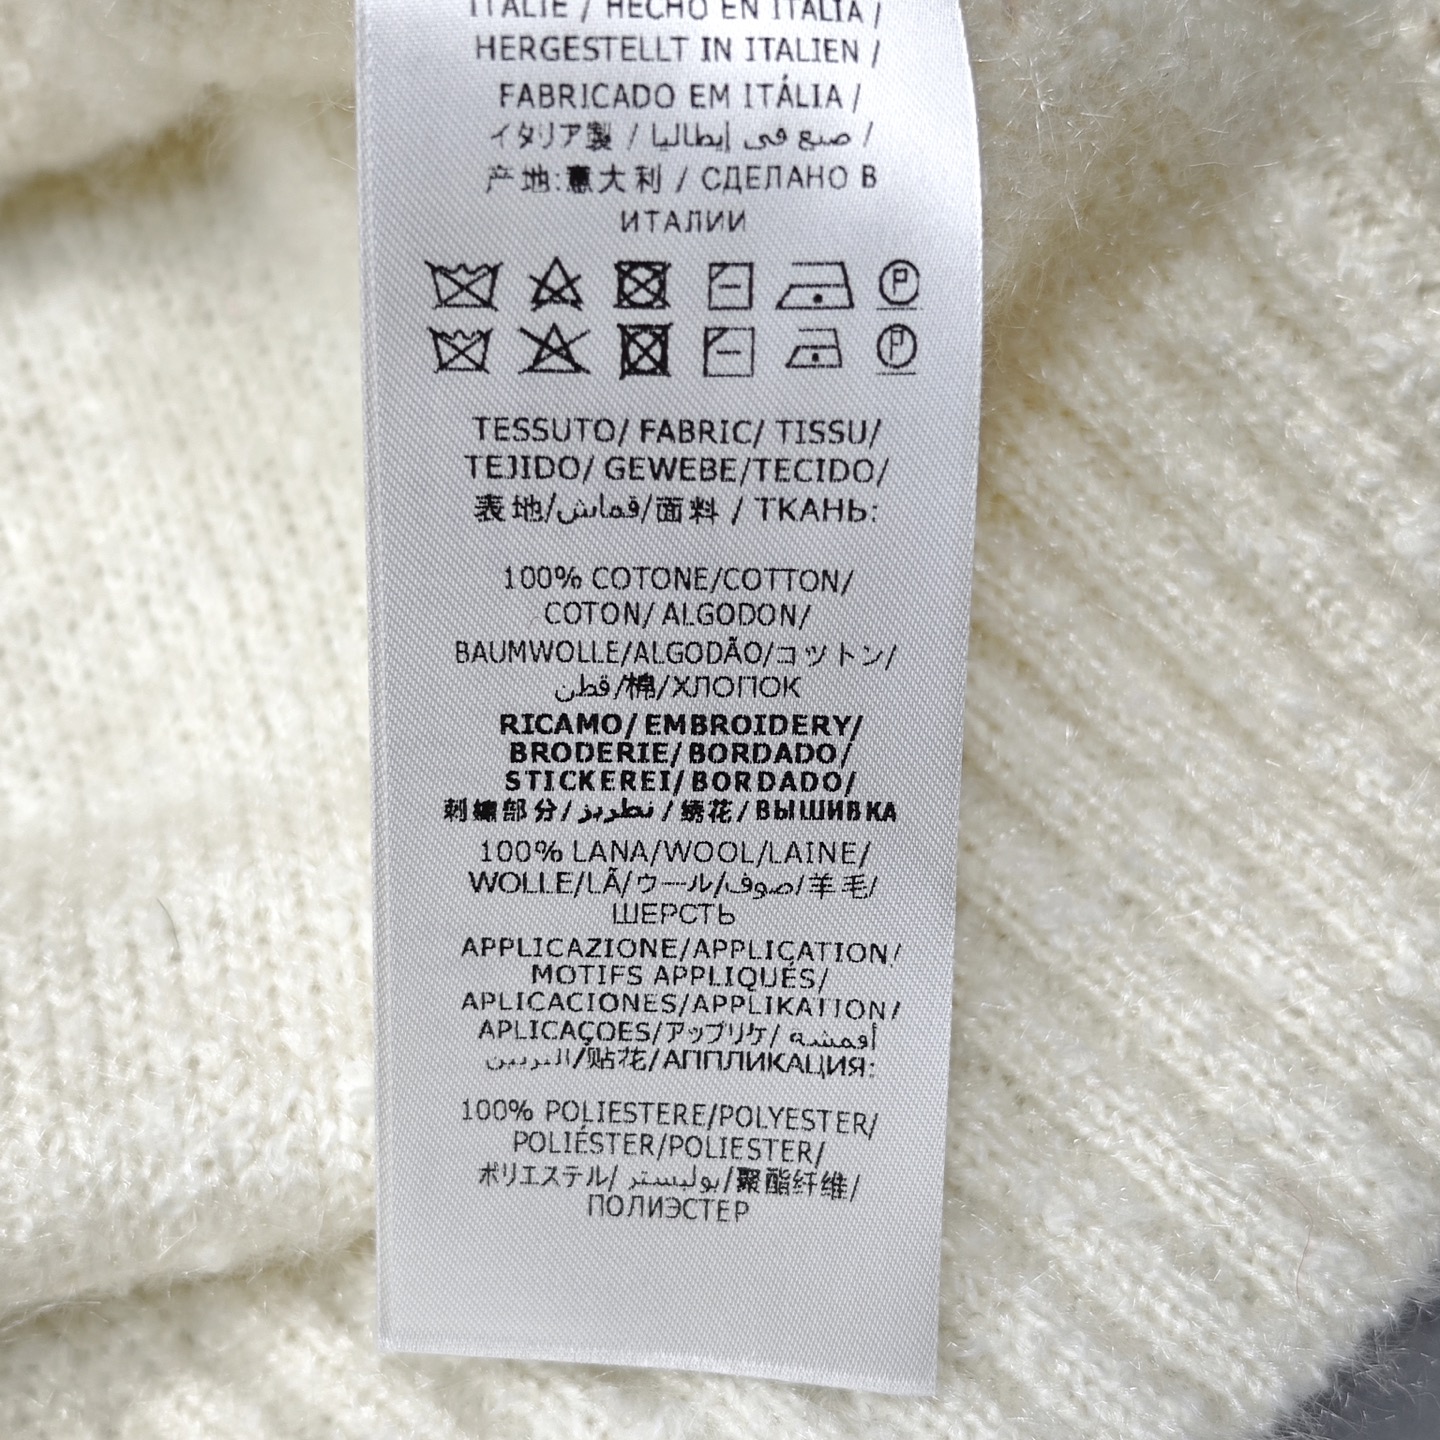 ITALIE / HECHO EN ITALIA /
HERGESTELLT IN ITALIEN /
FABRICADO EM ITÁLIA /
イタリア製 / صنع في إيطاليا /
产地:意大利 / СДЕЛАНО В
ИТАЛИИ
P
P
TESSUTO/ FABRIC/ TISSU/
TEJIDO/ GEWEBE/TECIDO/
表地/قماش/面料 / ТКАНЬ:
100% COTONE/COTTON/
COTON/ ALGODON/
BAUMWOLLE/ALGODÃO/コットン/
قطن/棉/ХЛОПОК
RICAMO/ EMBROIDERY/
BRODERIE/ BORDADO/
STICKEREI/ BORDADO/
刺繍部分/ نطريز / 绣花/ ВЫШИВКА
100% LANA/WOOL/LAINE/
WOLLE/LÃ/ウール/صوف/羊毛/
ШЕРСТЬ
APPLICAZIONE/APPLICATION/
MOTIFS APPLIQUÉS/
APLICACIONES/APPLIKATION/
APLICAÇOES/アップリケ/ أقمشه
التزيين/贴花/АППЛИКАЦИЯ:
100% POLIESTERE/POLYESTER/
POLIÉSTER/POLIESTER/
ポリエステル/ بوليستر/聚酯纤维/
ПОЛИЭСТЕР